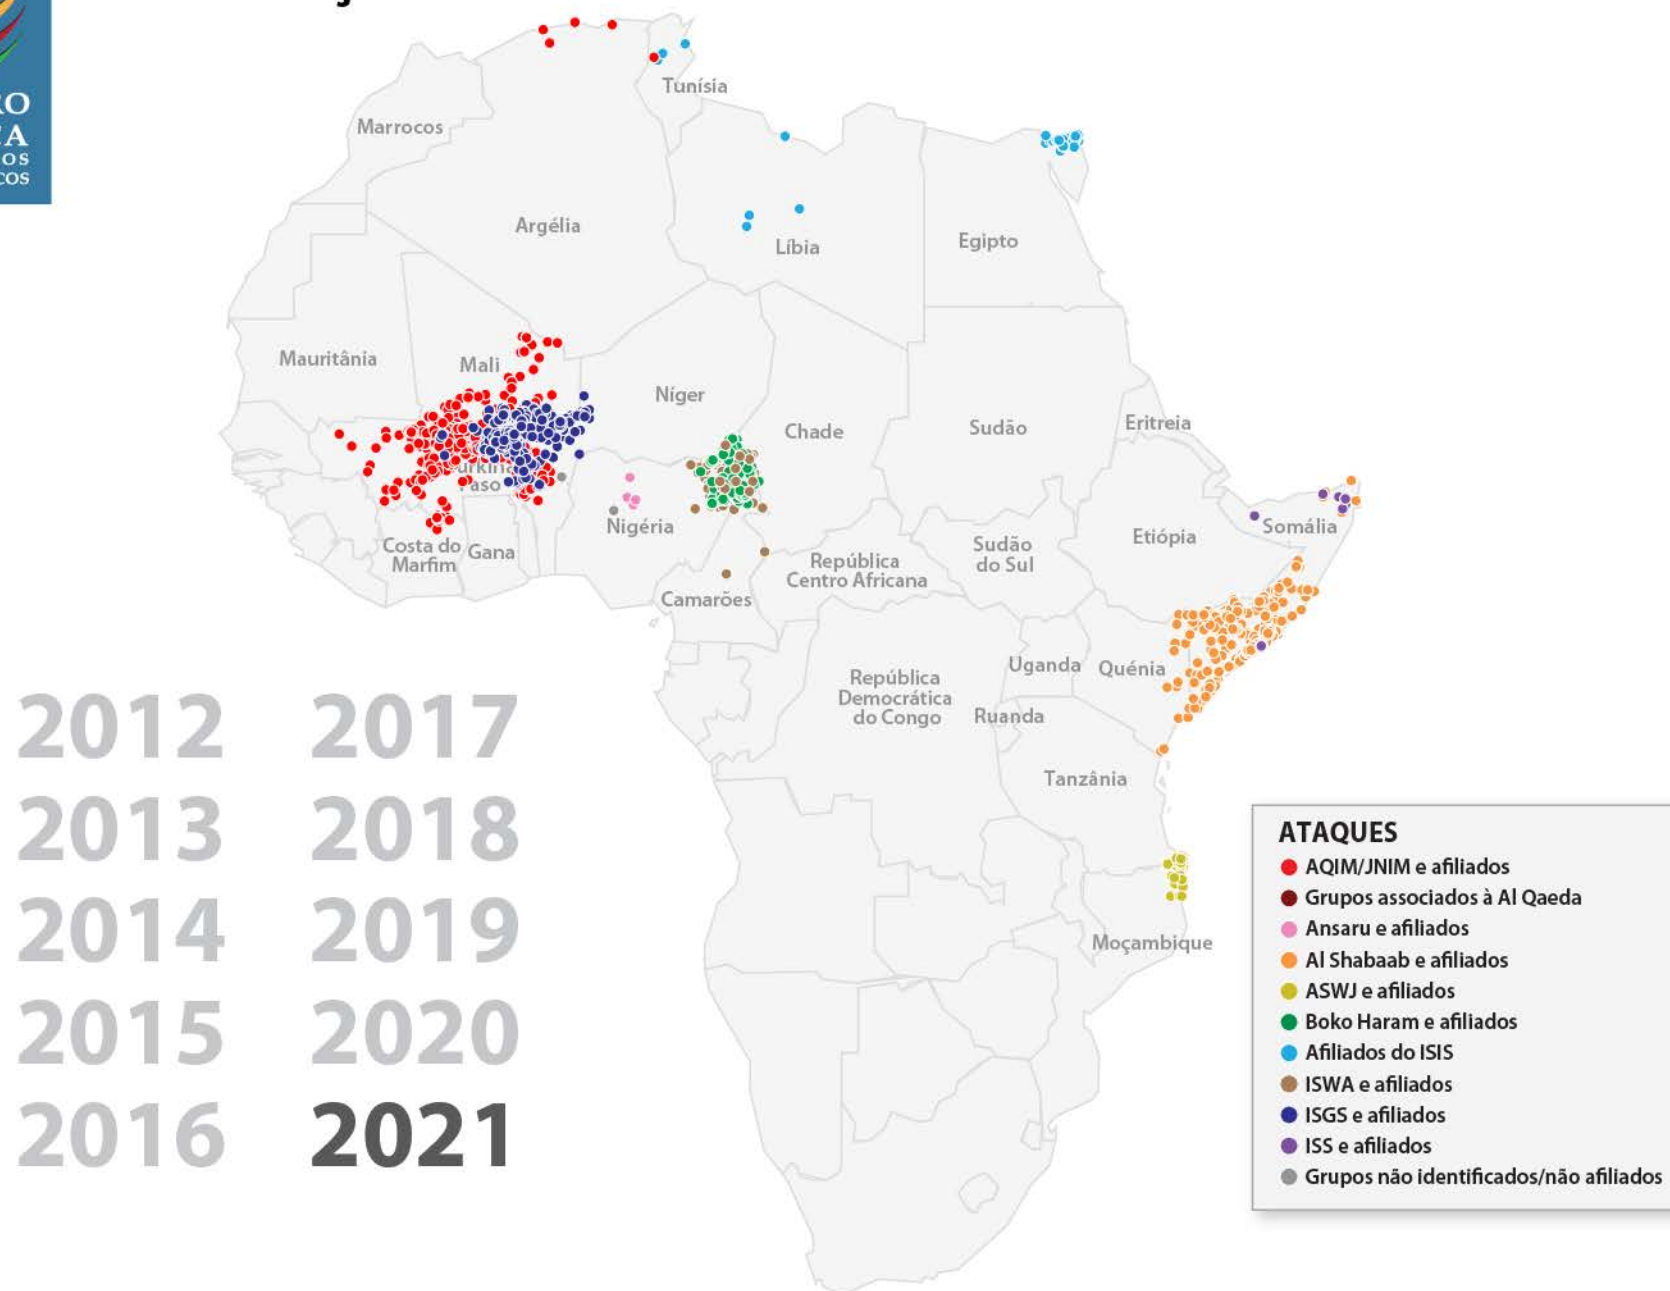 RO
CA
OS
COS
Tunísia
Marrocos
Argélia
Líbia
Egipto
Mauritânia
Mali
Níger
Chade
Sudão
Eritreia
Nigéria
Etiópia
Somália
Costa do
Marfim
Gana
Camarões
República
Centro Africana
Sudão
do Sul
Uganda
Quénia
República
Democrática
do Congo
Ruanda
Tanzânia
Moçambique
2012
2013
2014
2015
2016
2017
2018
2019
2020
2021
ATAQUES
AQIM/JNIM e afiliados
Grupos associados à Al Qaeda
Ansaru e afiliados
Al Shabaab e afiliados
ASWJ e afiliados
Boko Haram e afiliados
Afiliados do ISIS
ISWA e afiliados
ISGS e afiliados
ISS e afiliados
Grupos não identificados/não afiliados